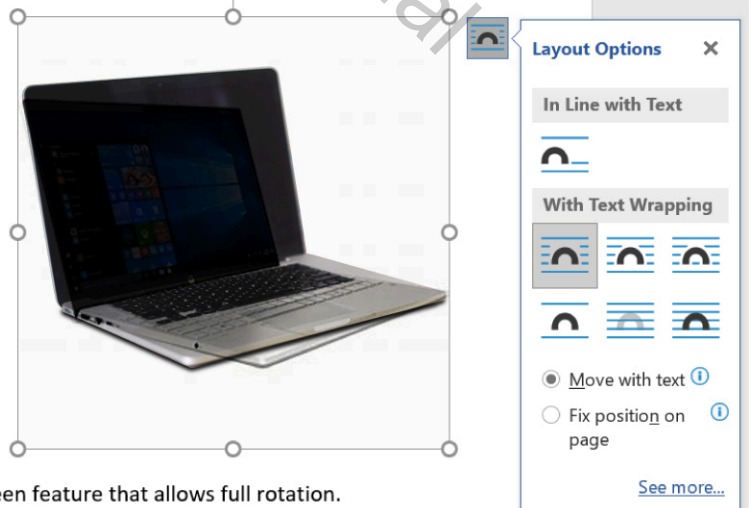 Layout Options
In Line with Text
With Text Wrapping
Move with text
Fix position on
page
See more...
feature that allows full rotation.